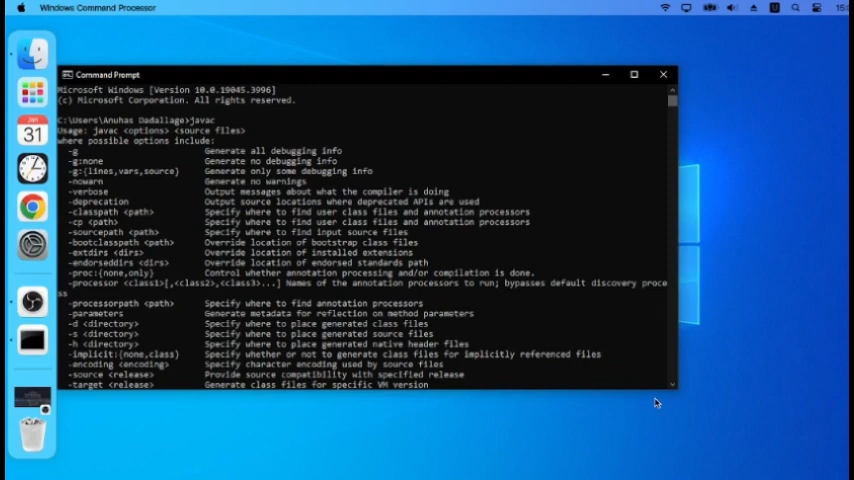 Windows Command Processor
15:0
JAN
31
Command Prompt
Microsoft Windows [Version 10.0.19045.3996]
(c) Microsoft Corporation. All rights reserved.
C:\Users\Anuhas Dadallage>javac
Usage: javac <options> <source files>
where possible options include:
-g Generate all debugging info
-g:none Generate no debugging info
-g:{lines,vars,source} Generate only some debugging info
-nowarn Generate no warnings
-verbose Output messages about what the compiler is doing
-deprecation Output source locations where deprecated APIs are used
-classpath <path> Specify where to find user class files and annotation processors
-cp <path> Specify where to find user class files and annotation processors
-sourcepath <path> Specify where to find input source files
-bootclasspath <path> Override location of bootstrap class files
-extdirs <dirs> Override location of installed extensions
-endorseddirs <dirs> Override location of endorsed standards path
-proc:{none,only} Control whether annotation processing and/or compilation is done.
-processor <class1>[,<class2>,<class3>...] Names of the annotation processors to run; bypasses default discovery proce
ss
-processorpath <path> Specify where to find annotation processors
-parameters Generate metadata for reflection on method parameters
-d <directory> Specify where to place generated class files
-s <directory> Specify where to place generated source files
-h <directory> Specify where to place generated native header files
-implicit:{none,class} Specify whether or not to generate class files for implicitly referenced files
-encoding <encoding> Specify character encoding used by source files
-source <release> Provide source compatibility with specified release
-target <release> Generate class files for specific VM version